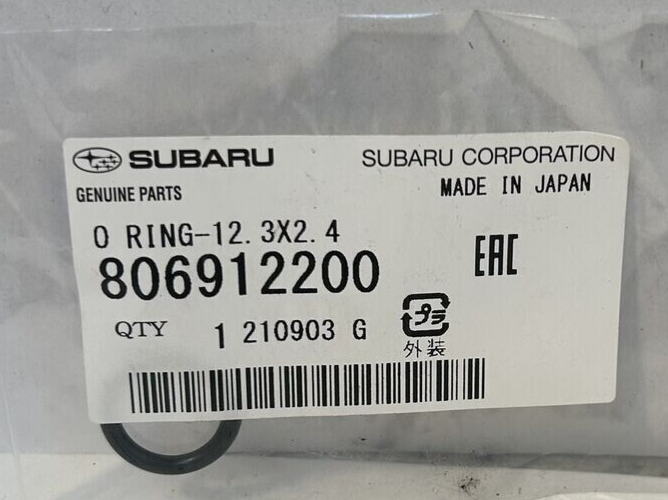 SUBARU SUBARU CORPORATION
GENUINE PARTS MADE IN JAPAN
O RING-12.3X2.4
806912200 EAC
QTY 1 210903 G プラ
外装